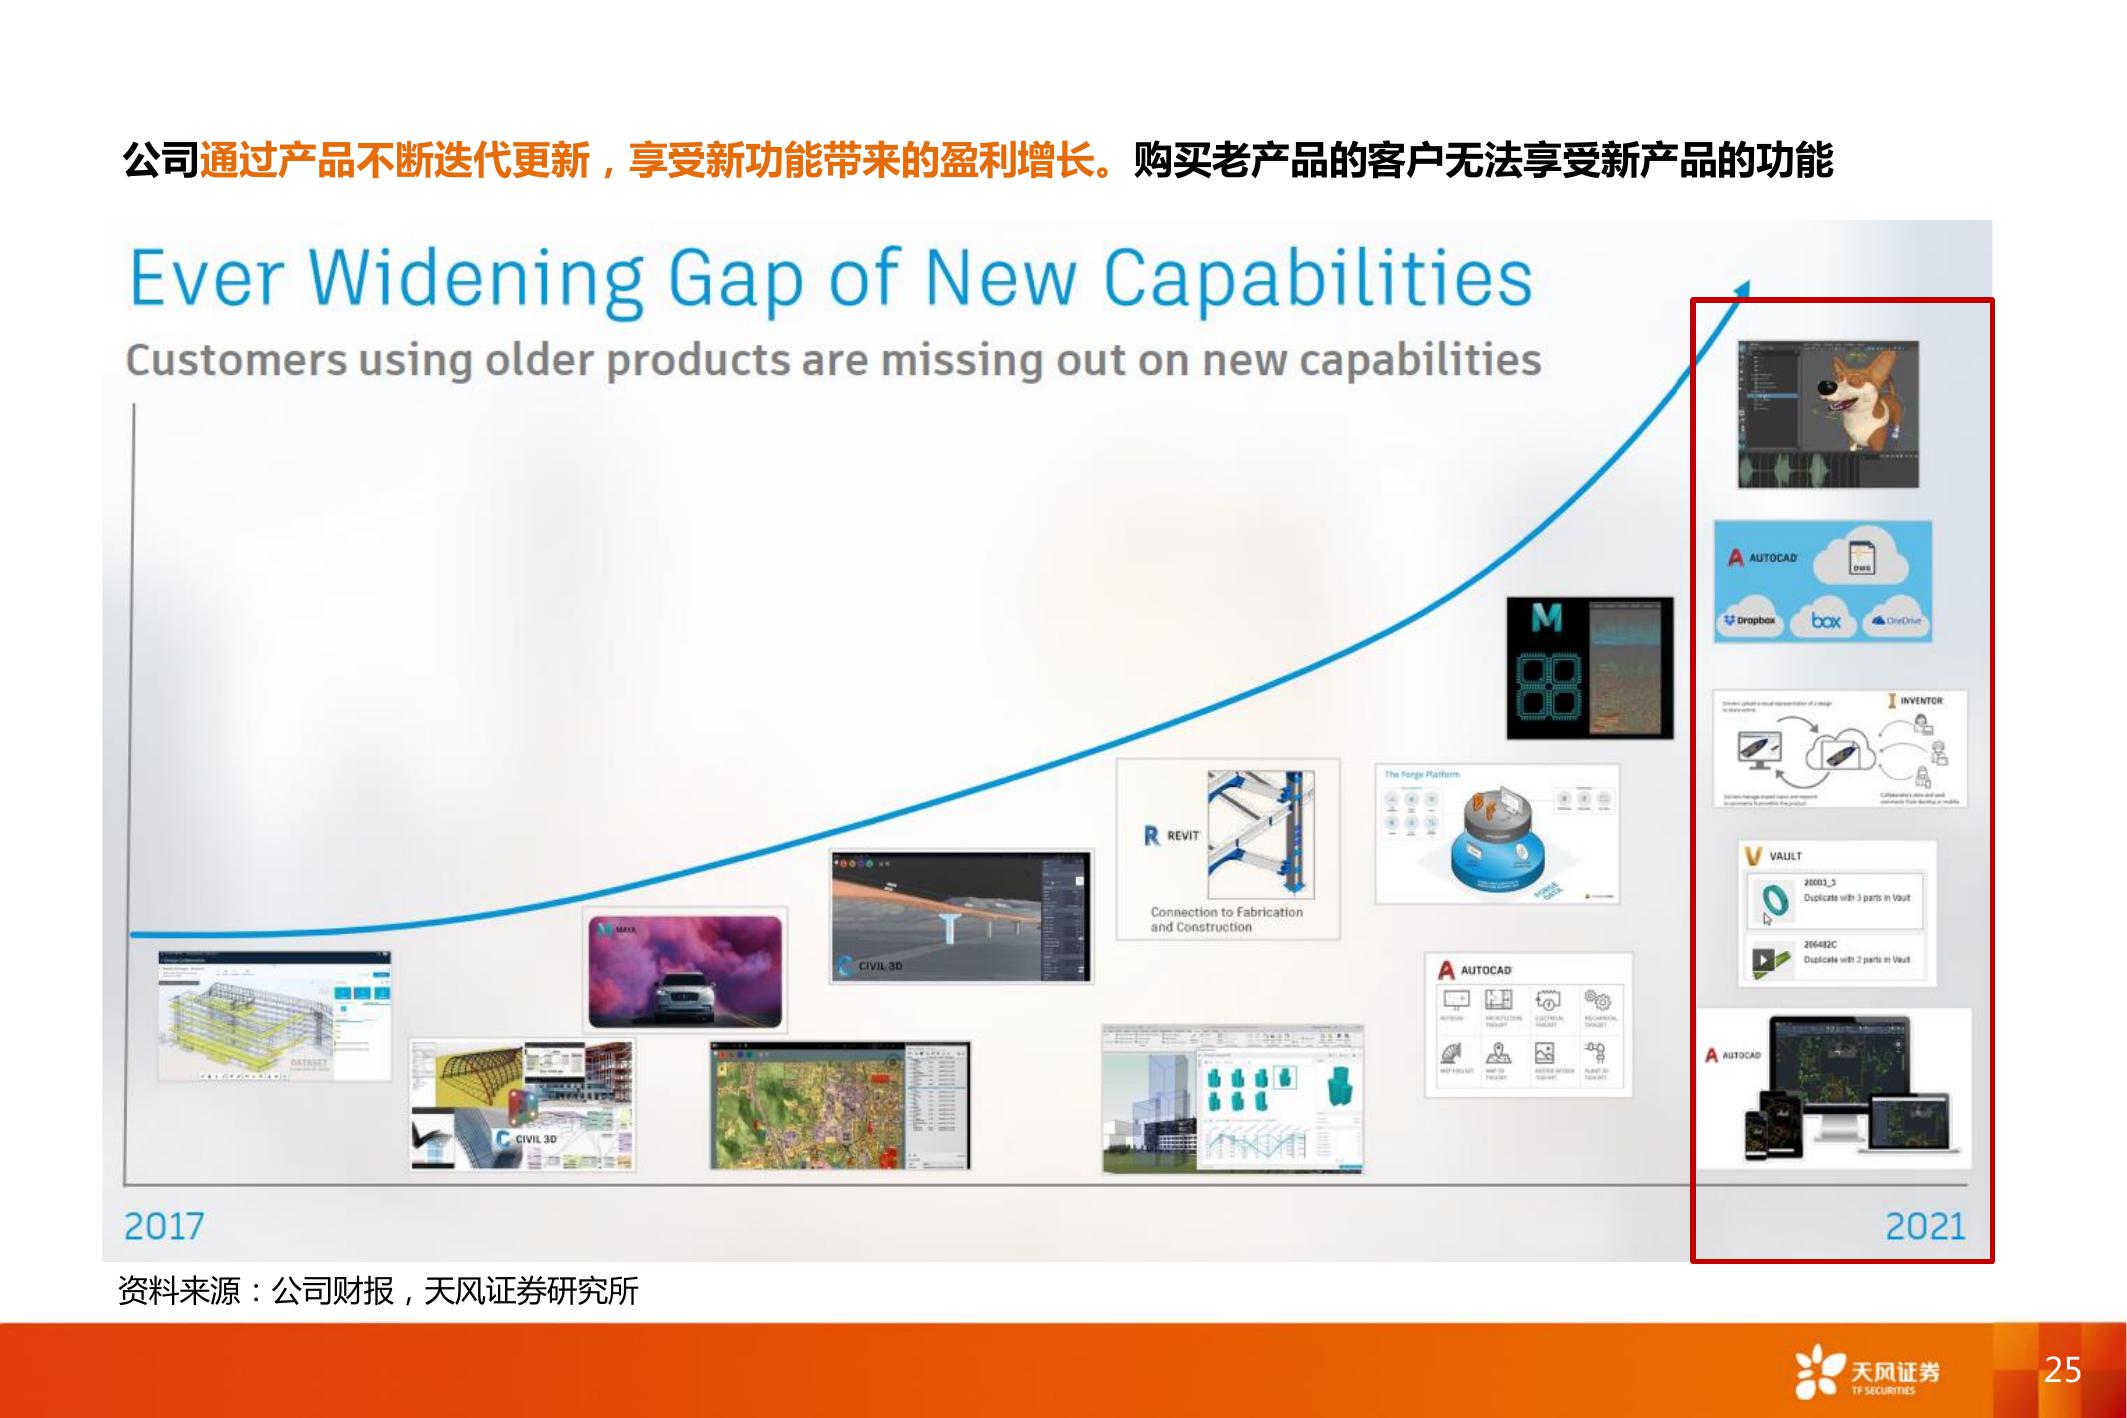 公司通过产品不断迭代更新，享受新功能带来的盈利增长。购买老产品的客户无法享受新产品的功能
Ever Widening Gap of New Capabilities
Customers using older products are missing out on new capabilities
AUTOCAD
DWG
Dropbox
box
OneDrive
M
INVENTOR
The Forge Platform
REVIT
Connection to Fabrication
and Construction
FORGE
DATA
VAULT
20003_3
Duplicate with 3 parts in Vault
206482C
Duplicate with 2 parts in Vault
MAYA
CIVIL 3D
DATASET
CIVIL 3D
AUTOCAD
AUTOCAD
2017
2021
资料来源：公司财报，天风证券研究所
天风证券
TF SECURITIES
25